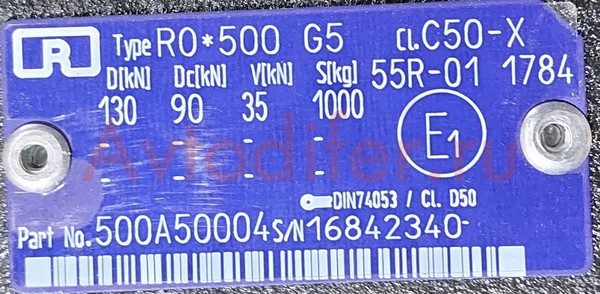 R Type RO*500 G5 Cl.C50-X
D[kN] Dc[kN] V[kN] S[kg] 55R-01 1784
130 90 35 1000
- - - - E1
- - - -
DIN74053 / Cl. D50
Part No. 500A50004 S/N 16842340-
Avtoditer.ru